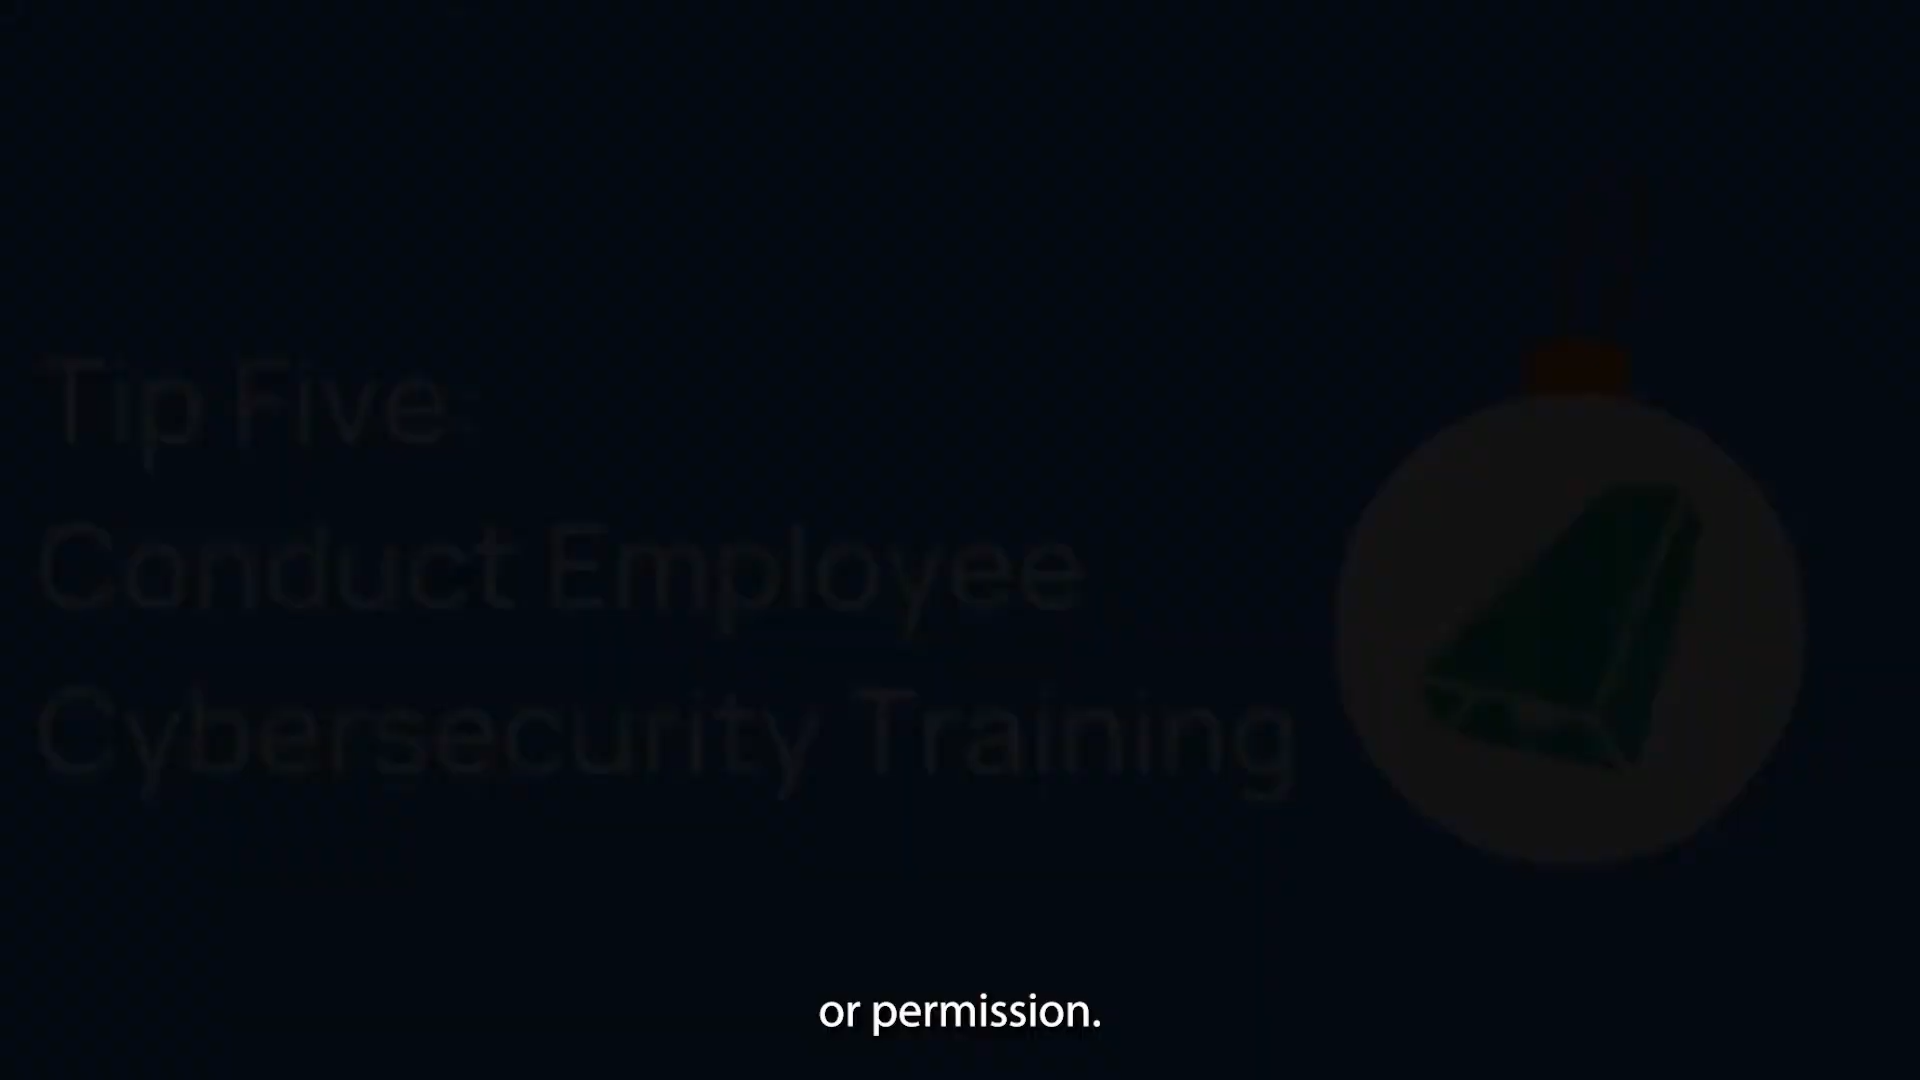 Tip Five
Conduct Employee
Cybersecurity Training
or permission.